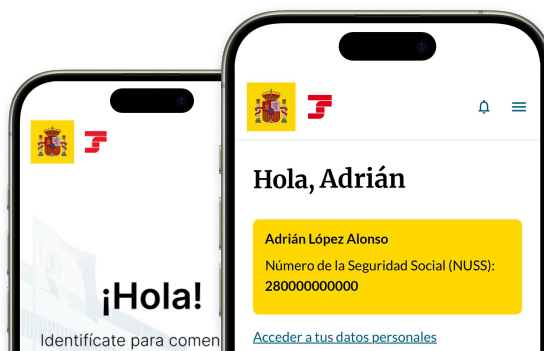 ¡Hola!
Identifícate para comen
Hola, Adrián
Adrián López Alonso
Número de la Seguridad Social (NUSS):
280000000000
Acceder a tus datos personales